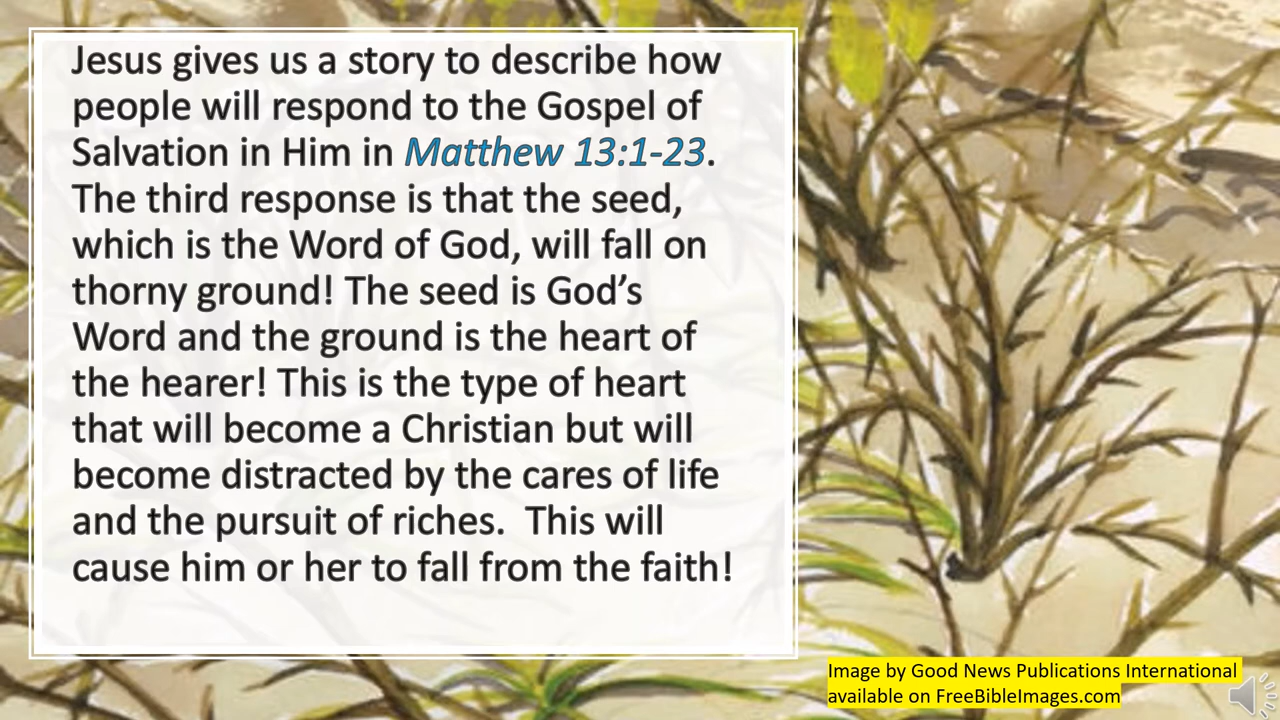 Jesus gives us a story to describe how
people will respond to the Gospel of
Salvation in Him in Matthew 13:1-23.
The third response is that the seed,
which is the Word of God, will fall on
thorny ground! The seed is God’s
Word and the ground is the heart of
the hearer! This is the type of heart
that will become a Christian but will
become distracted by the cares of life
and the pursuit of riches.  This will
cause him or her to fall from the faith!
Image by Good News Publications International
available on FreeBibleImages.com